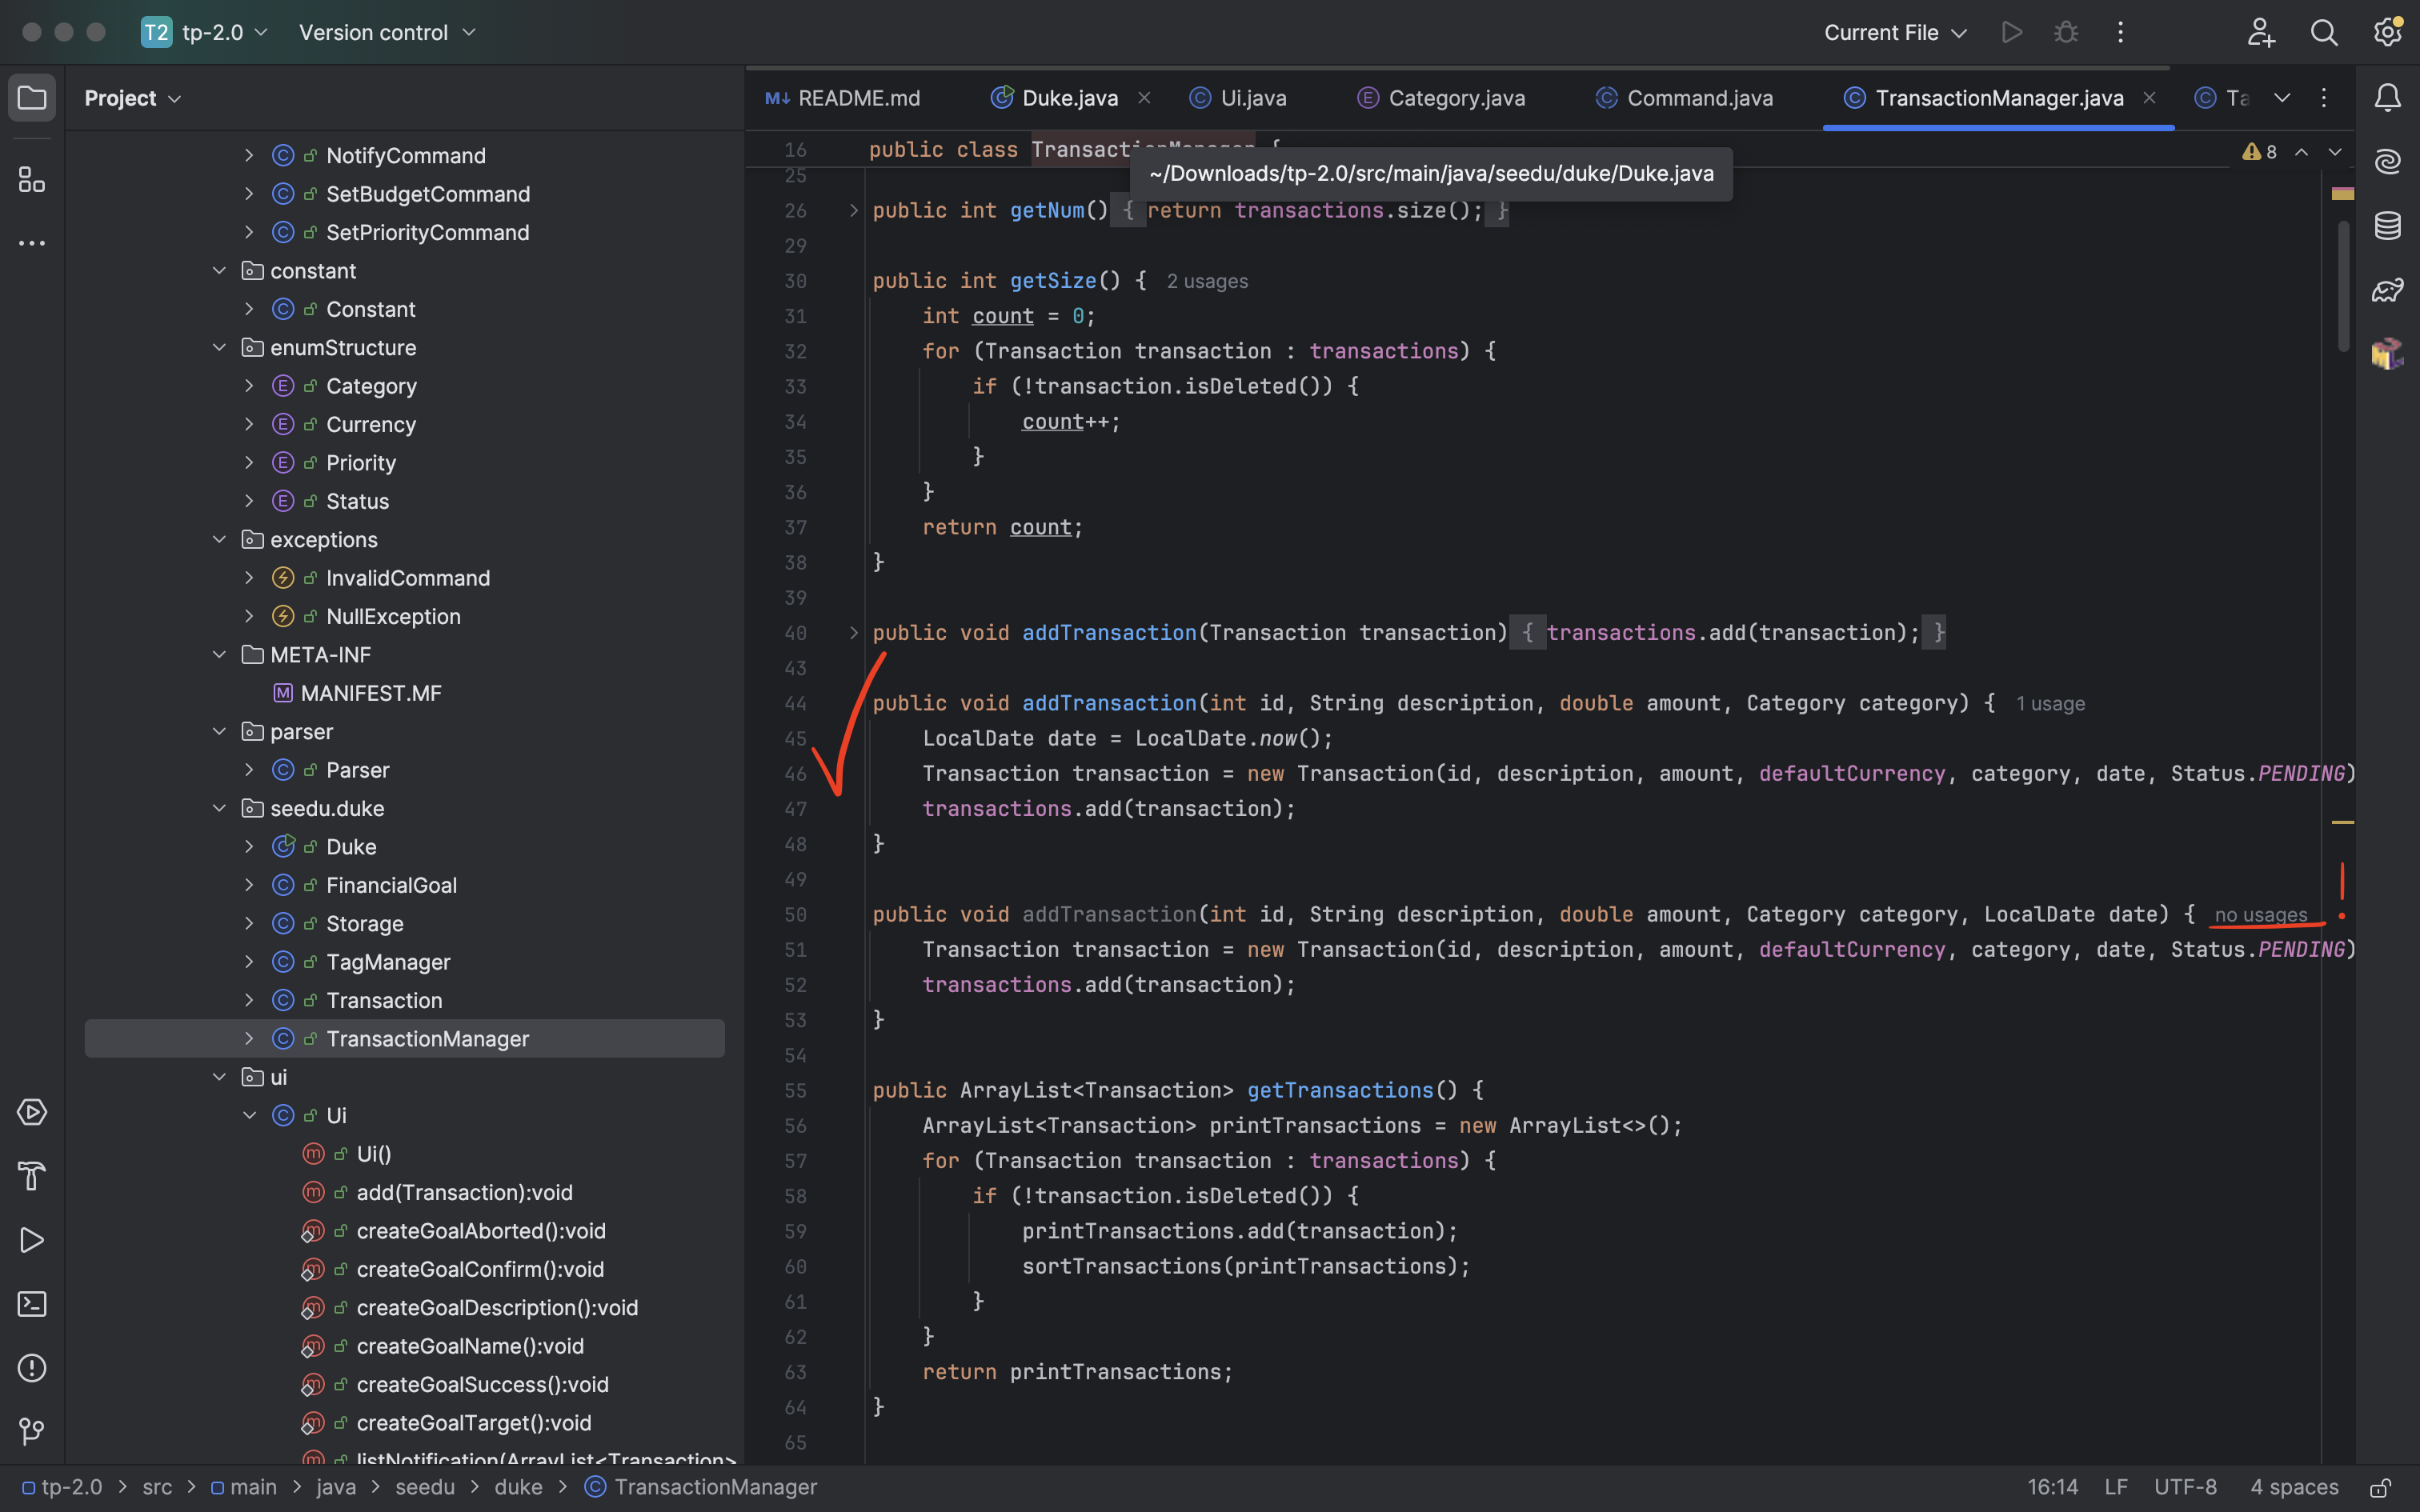 T2 tp-2.0 Version control Current File
Project
README.md Duke.java Ui.java Category.java Command.java TransactionManager.java
NotifyCommand
SetBudgetCommand
SetPriorityCommand
constant
Constant
enumStructure
Category
Currency
Priority
Status
exceptions
InvalidCommand
NullException
META-INF
MANIFEST.MF
parser
Parser
seedu.duke
Duke
FinancialGoal
Storage
TagManager
Transaction
TransactionManager
ui
Ui
Ui()
add(Transaction):void
createGoalAborted():void
createGoalConfirm():void
createGoalDescription():void
createGoalName():void
createGoalSuccess():void
createGoalTarget():void
listNotification(ArrayList<Transaction>
16 public class TransactionManager {
8
~/Downloads/tp-2.0/src/main/java/seedu/duke/Duke.java
25
26 public int getNum() { return transactions.size(); }
29
30 public int getSize() { 2 usages
31 int count = 0;
32 for (Transaction transaction : transactions) {
33 if (!transaction.isDeleted()) {
34 count++;
35 }
36 }
37 return count;
38 }
39
40 public void addTransaction(Transaction transaction) { transactions.add(transaction); }
43
44 public void addTransaction(int id, String description, double amount, Category category) { 1 usage
45 LocalDate date = LocalDate.now();
46 Transaction transaction = new Transaction(id, description, amount, defaultCurrency, category, date, Status.PENDING)
47 transactions.add(transaction);
48 }
49
50 public void addTransaction(int id, String description, double amount, Category category, LocalDate date) { no usages !
51 Transaction transaction = new Transaction(id, description, amount, defaultCurrency, category, date, Status.PENDING)
52 transactions.add(transaction);
53 }
54
55 public ArrayList<Transaction> getTransactions() {
56 ArrayList<Transaction> printTransactions = new ArrayList<>();
57 for (Transaction transaction : transactions) {
58 if (!transaction.isDeleted()) {
59 printTransactions.add(transaction);
60 sortTransactions(printTransactions);
61 }
62 }
63 return printTransactions;
64 }
65
tp-2.0 > src > main > java > seedu > duke > TransactionManager 16:14 LF UTF-8 4 spaces